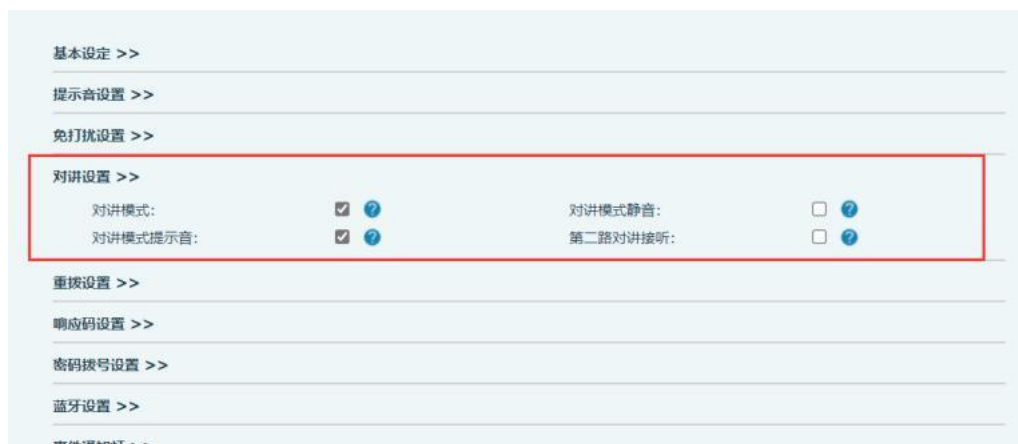 基本设定 >>
提示音设置 >>
免打扰设置 >>
对讲设置 >>
对讲模式: 对讲模式静音:
对讲模式提示音: 第二路对讲接听:
重拨设置 >>
响应码设置 >>
密码拨号设置 >>
蓝牙设置 >>